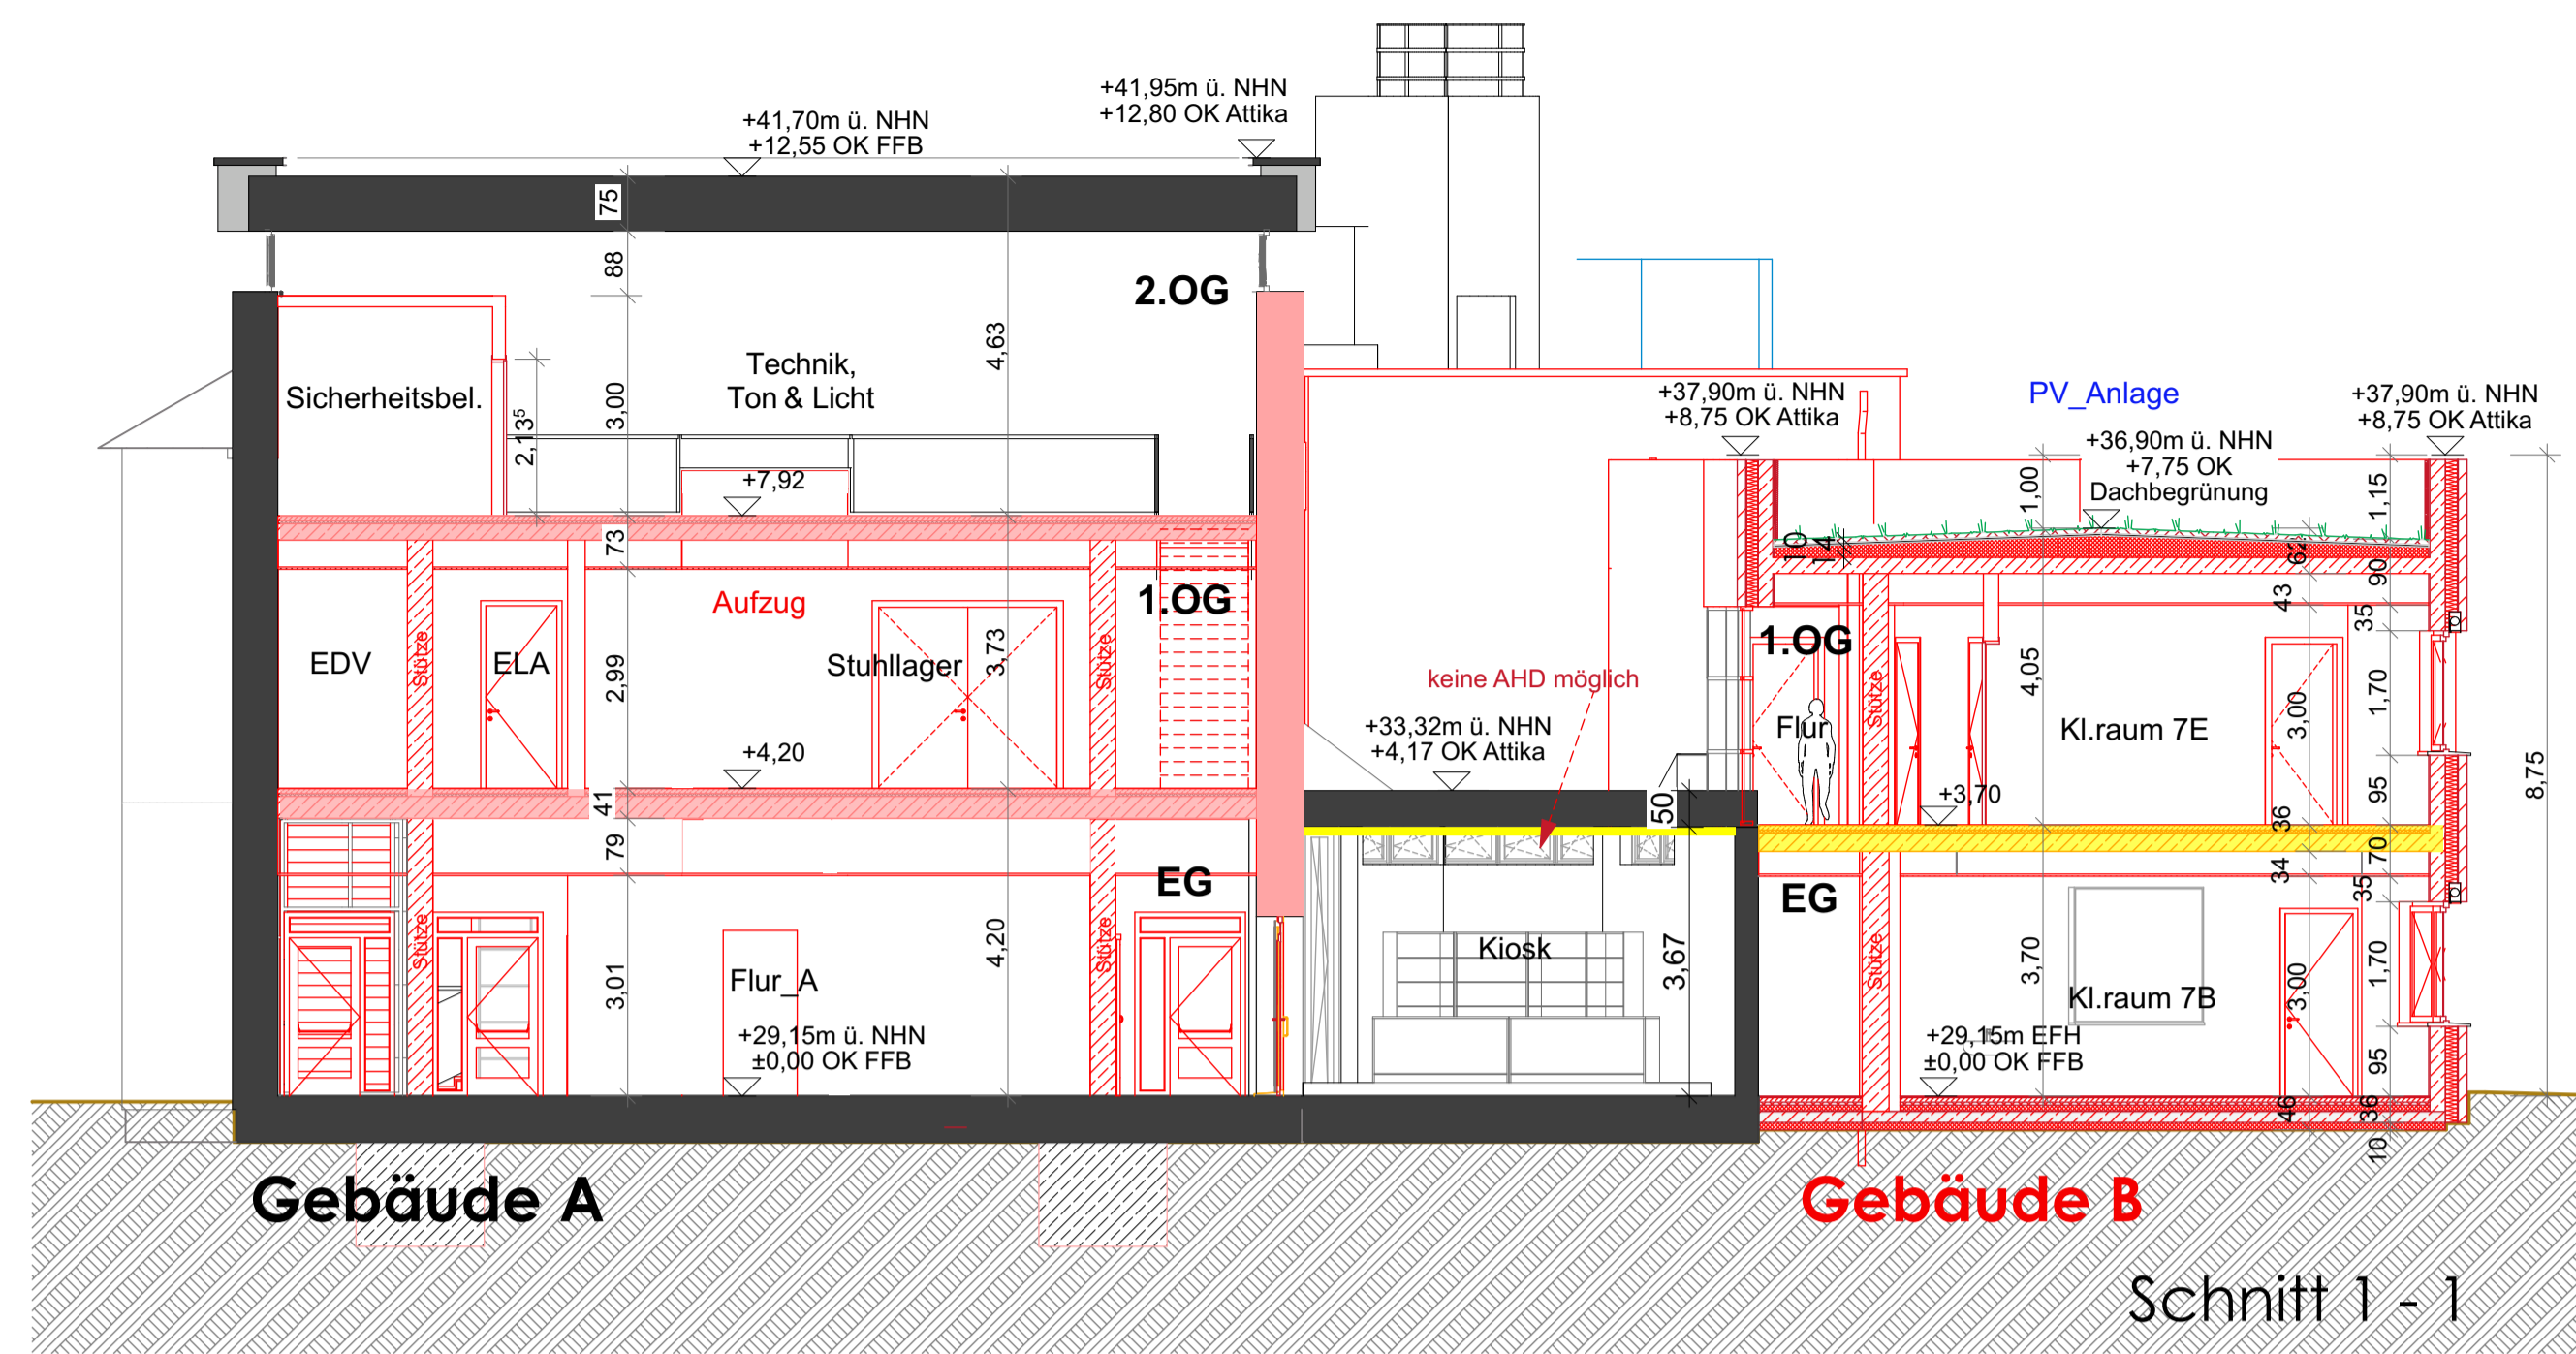 +41,95m ü. NHN
+12,80 OK Attika
+41,70m ü. NHN
+12,55 OK FFB
75
88
2.OG
4,63
Technik,
Ton & Licht
Sicherheitsbel.
3,00
2,13⁵
+7,92
73
+37,90m ü. NHN
+8,75 OK Attika
PV_Anlage
+37,90m ü. NHN
+8,75 OK Attika
+36,90m ü. NHN
+7,75 OK
Dachbegrünung
1,00
1,15
10
14
62
90
43
35
Aufzug
1.OG
1.OG
EDV
Stütze
ELA
2,99
Stuhllager
3,73
Stütze
keine AHD möglich
Flur
Stütze
4,05
Kl.raum 7E
3,00
1,70
+33,32m ü. NHN
+4,17 OK Attika
+4,20
8,75
41
50
+3,70
95
36
79
70
34
35
EG
EG
Stütze
Flur_A
3,01
4,20
Stütze
Kiosk
3,67
Stütze
3,70
Kl.raum 7B
3,00
1,70
+29,15m ü. NHN
±0,00 OK FFB
+29,15m EFH
±0,00 OK FFB
95
46
36
10
Gebäude A
Gebäude B
Schnitt 1 - 1